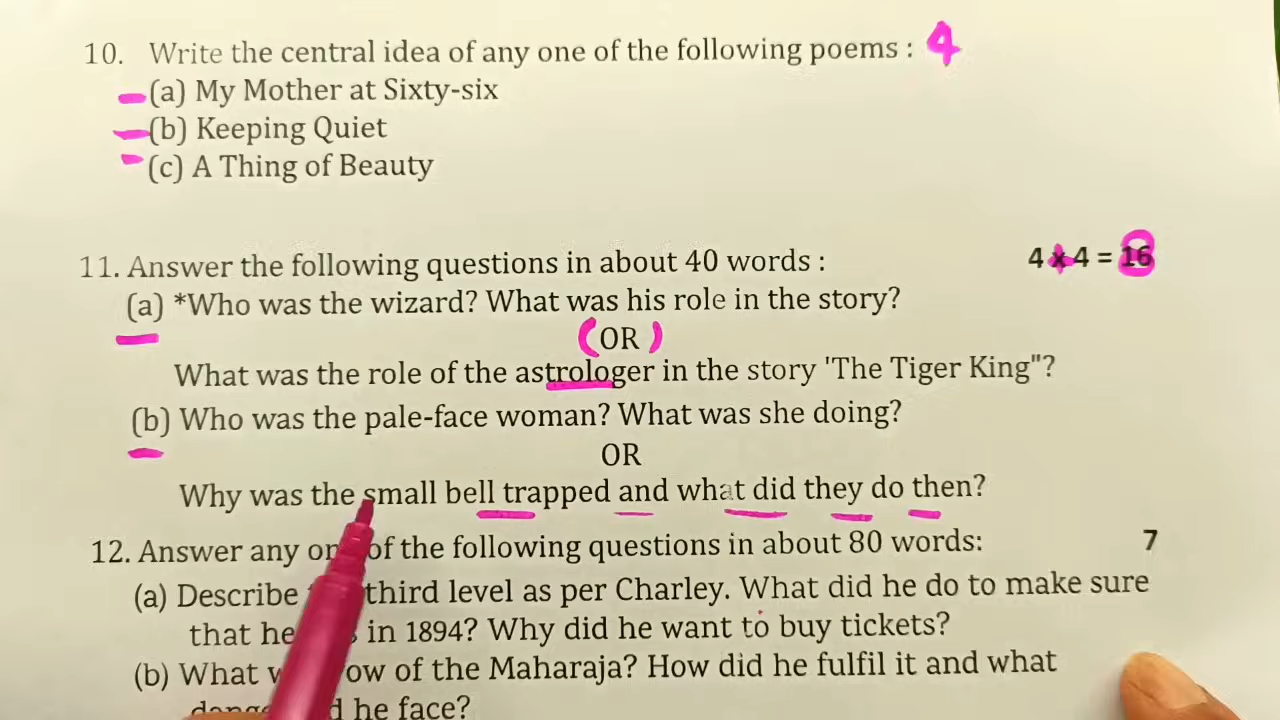 10. Write the central idea of any one of the following poems : 4
(a) My Mother at Sixty-six
(b) Keeping Quiet
(c) A Thing of Beauty
11. Answer the following questions in about 40 words : 4 x 4 = 16
(a) *Who was the wizard? What was his role in the story?
(OR)
What was the role of the astrologer in the story 'The Tiger King"?
(b) Who was the pale-face woman? What was she doing?
OR
Why was the small bell trapped and what did they do then?
12. Answer any of the following questions in about 80 words: 7
(a) Describe third level as per Charley. What did he do to make sure
that he in 1894? Why did he want to buy tickets?
(b) What of the Maharaja? How did he fulfil it and what
he face?